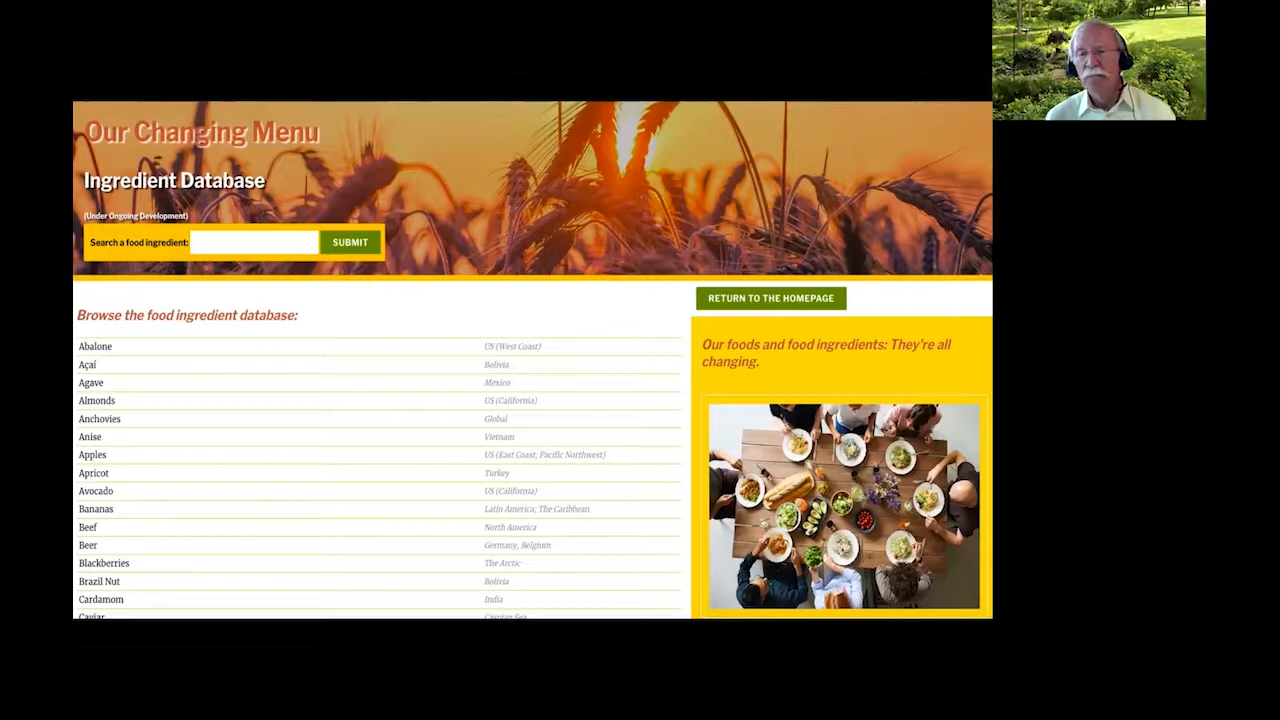 Our Changing Menu
Ingredient Database
(Under Ongoing Development)
Search a food ingredient: SUBMIT
RETURN TO THE HOMEPAGE
Browse the food ingredient database:
Abalone US (West Coast)
Açaí Bolivia
Agave Mexico
Almonds US (California)
Anchovies Global
Anise Vietnam
Apples US (East Coast; Pacific Northwest)
Apricot Turkey
Avocado US (California)
Bananas Latin America; The Caribbean
Beef North America
Beer Germany, Belgium
Blackberries The Arctic
Brazil Nut Bolivia
Cardamom India
Caviar Caspian Sea
Our foods and food ingredients: They're all
changing.